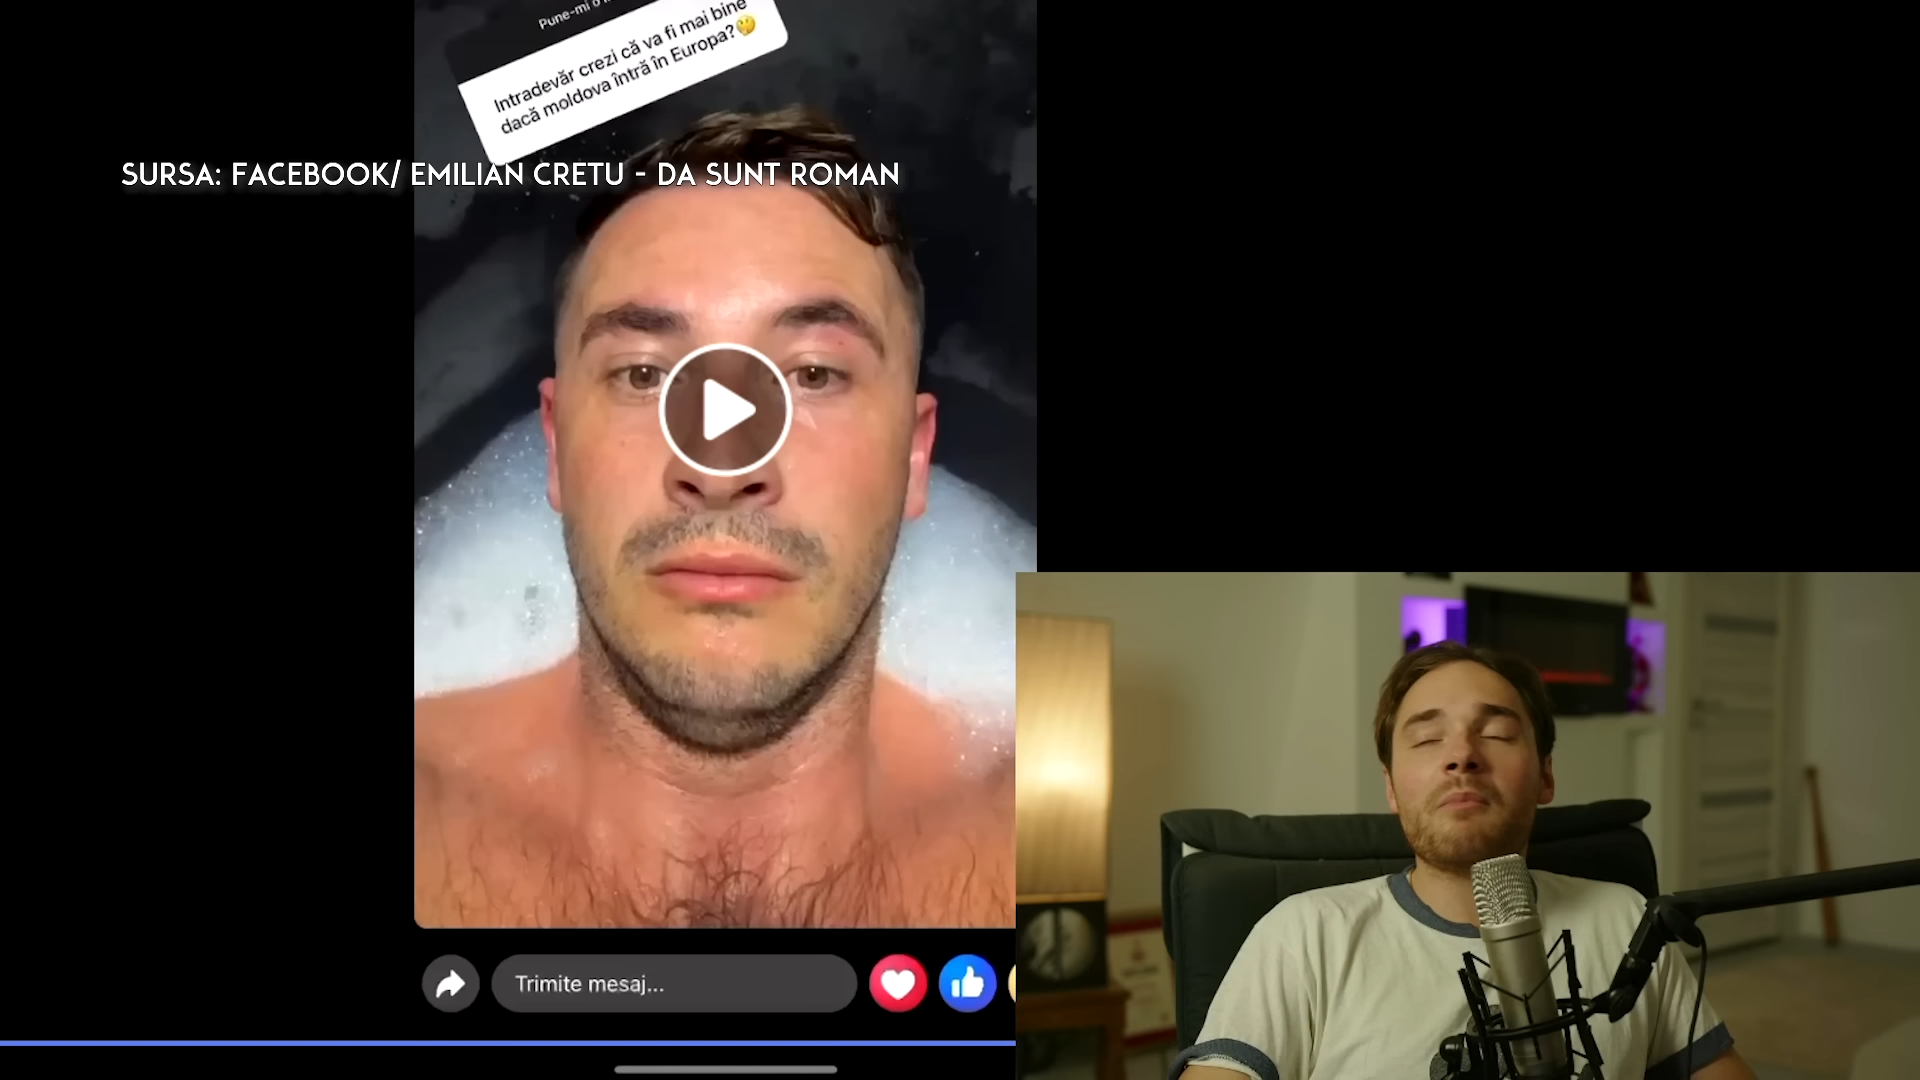 Pune-mi o
Intradevăr crezi că va fi mai bine
dacă moldova întră în Europa?🤔
SURSA: FACEBOOK/ EMILIAN CRETU - DA SUNT ROMAN
Trimite mesaj...